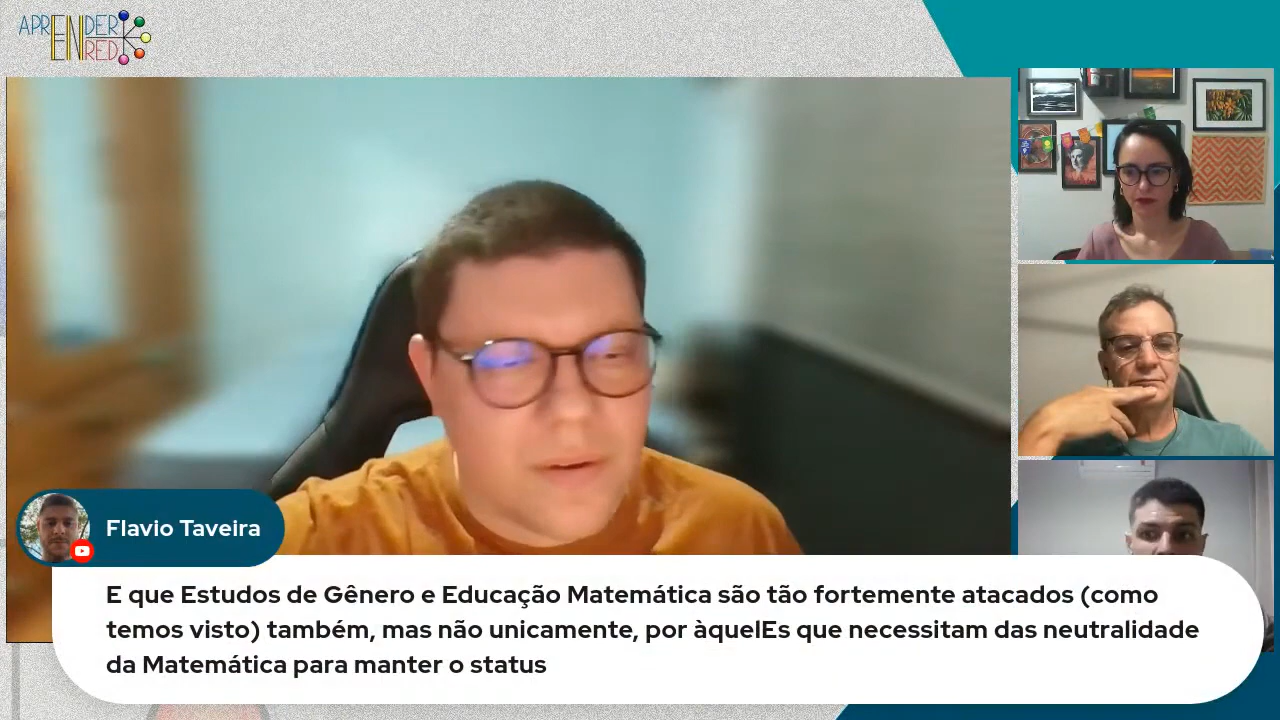 APRENDER
EN RED
Flavio Taveira
E que Estudos de Gênero e Educação Matemática são tão fortemente atacados (como
temos visto) também, mas não unicamente, por àquelEs que necessitam das neutralidade
da Matemática para manter o status